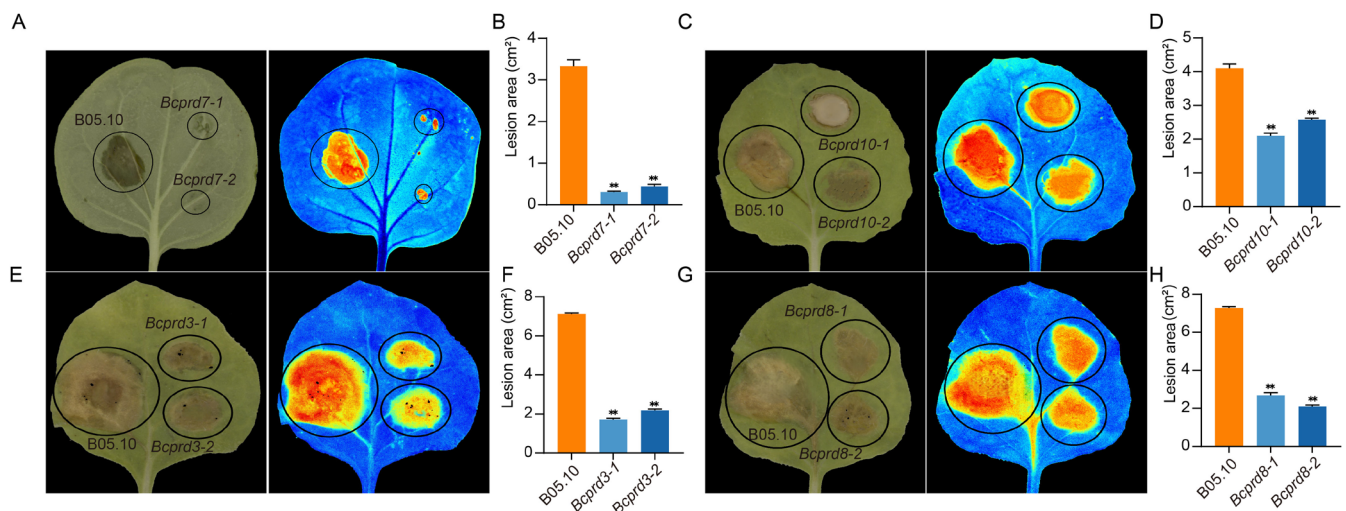 A
Bcprd7-1
B05.10
Bcprd7-2
B
Lesion area (cm²)
4
3
2
1
0
**
**
B05.10
Bcprd7-1
Bcprd7-2
C
Bcprd10-1
B05.10
Bcprd10-2
D
Lesion area (cm²)
5
4
3
2
1
0
**
**
B05.10
Bcprd10-1
Bcprd10-2
E
Bcprd3-1
B05.10
Bcprd3-2
F
Lesion area (cm²)
8
6
4
2
0
**
**
B05.10
Bcprd3-1
Bcprd3-2
G
Bcprd8-1
B05.10
Bcprd8-2
H
Lesion area (cm²)
8
6
4
2
0
**
**
B05.10
Bcprd8-1
Bcprd8-2